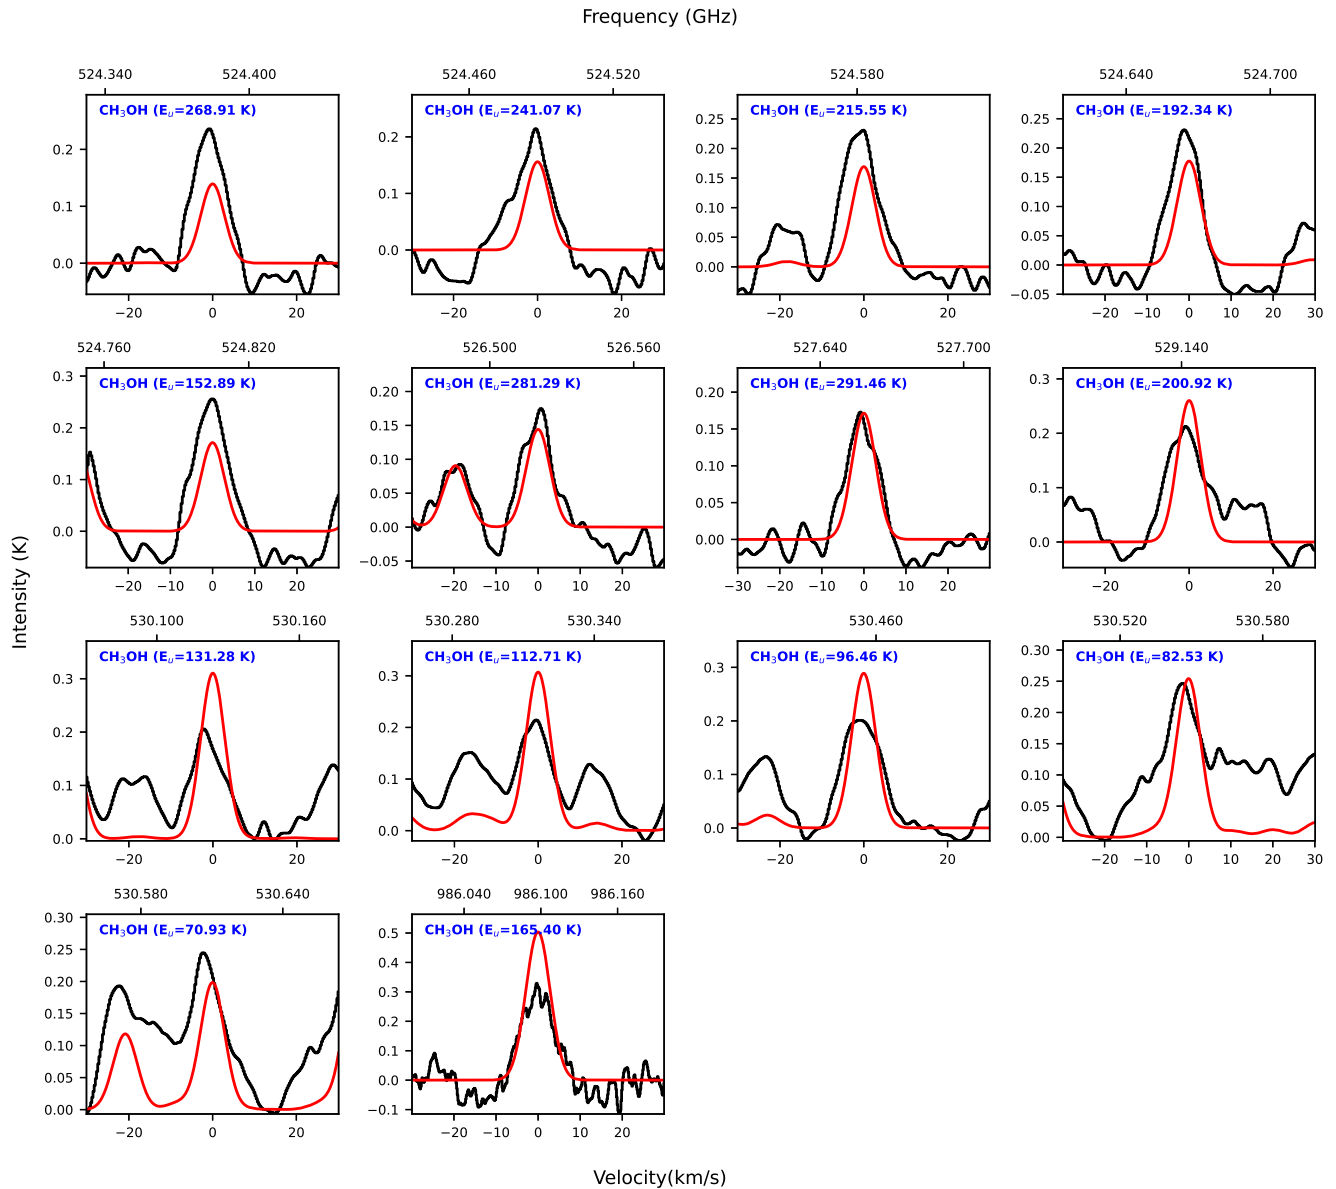 Frequency (GHz)
524.340 524.400 524.460 524.520 524.580 524.640 524.700
CH₃OH (Eᵤ=268.91 K) CH₃OH (Eᵤ=241.07 K) CH₃OH (Eᵤ=215.55 K) CH₃OH (Eᵤ=192.34 K)
0.2 0.1 0.0
0.2 0.1 0.0
0.25 0.20 0.15 0.10 0.05 0.00
0.25 0.20 0.15 0.10 0.05 0.00 −0.05
−20 0 20 −20 0 20 −20 0 20 −20 −10 0 10 20 30
524.760 524.820 526.500 526.560 527.640 527.700 529.140
CH₃OH (Eᵤ=152.89 K) CH₃OH (Eᵤ=281.29 K) CH₃OH (Eᵤ=291.46 K) CH₃OH (Eᵤ=200.92 K)
0.3 0.2 0.1 0.0
0.20 0.15 0.10 0.05 0.00 −0.05
0.20 0.15 0.10 0.05 0.00
0.3 0.2 0.1 0.0
−20 −10 0 10 20 −20 −10 0 10 20 −30 −20 −10 0 10 20 −20 0 20
Intensity (K)
530.100 530.160 530.280 530.340 530.460 530.520 530.580
CH₃OH (Eᵤ=131.28 K) CH₃OH (Eᵤ=112.71 K) CH₃OH (Eᵤ=96.46 K) CH₃OH (Eᵤ=82.53 K)
0.3 0.2 0.1 0.0
0.3 0.2 0.1 0.0
0.3 0.2 0.1 0.0
0.30 0.25 0.20 0.15 0.10 0.05 0.00
−20 0 20 −20 0 20 −20 0 20 −20 −10 0 10 20 30
530.580 530.640 986.040 986.100 986.160
CH₃OH (Eᵤ=70.93 K) CH₃OH (Eᵤ=165.40 K)
0.30 0.25 0.20 0.15 0.10 0.05 0.00
0.5 0.4 0.3 0.2 0.1 0.0 −0.1
−20 0 20 −20 −10 0 10 20
Velocity(km/s)